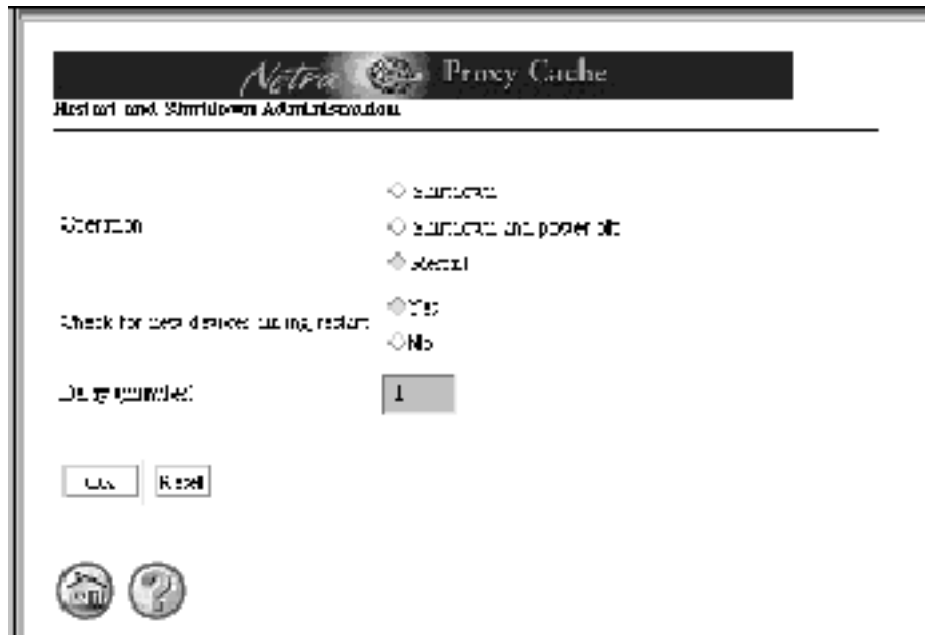 Netra Proxy Cache
Restart and Shutdown Administration
Shutdown
Operation
Shutdown and power off
Restart
Yes
Check for new devices during restart
No
Delay (minutes)
1
Reset